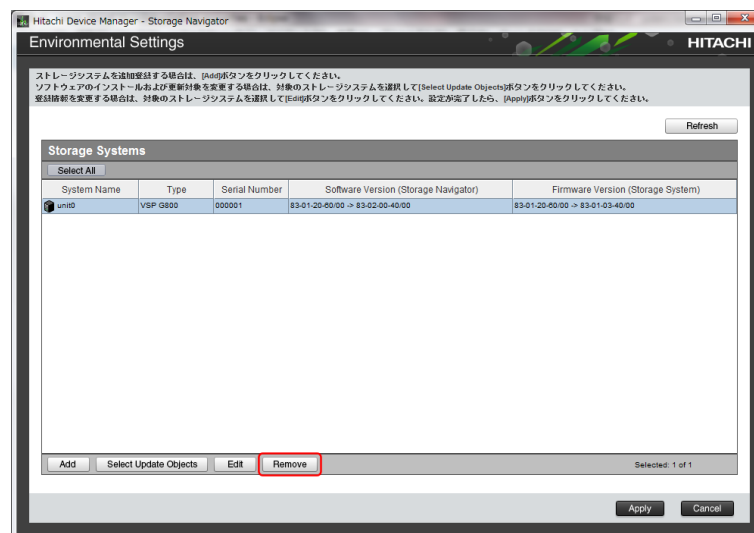 Hitachi Device Manager - Storage Navigator
Environmental Settings
HITACHI
ストレージシステムを追加登録する場合は、[Add]ボタンをクリックしてください。
ソフトウェアのインストールおよび更新対象を変更する場合は、対象のストレージシステムを選択して[Select Update Objects]ボタンをクリックしてください。
登録情報を変更する場合は、対象のストレージシステムを選択して[Edit]ボタンをクリックしてください。設定が完了したら、[Apply]ボタンをクリックしてください。
Refresh
Storage Systems
Select All
System Name Type Serial Number Software Version (Storage Navigator) Firmware Version (Storage System)
unit0 VSP G800 000001 83-01-20-60/00 -> 83-02-00-40/00 83-01-20-60/00 -> 83-01-03-40/00
Add Select Update Objects Edit Remove Selected: 1 of 1
Apply Cancel